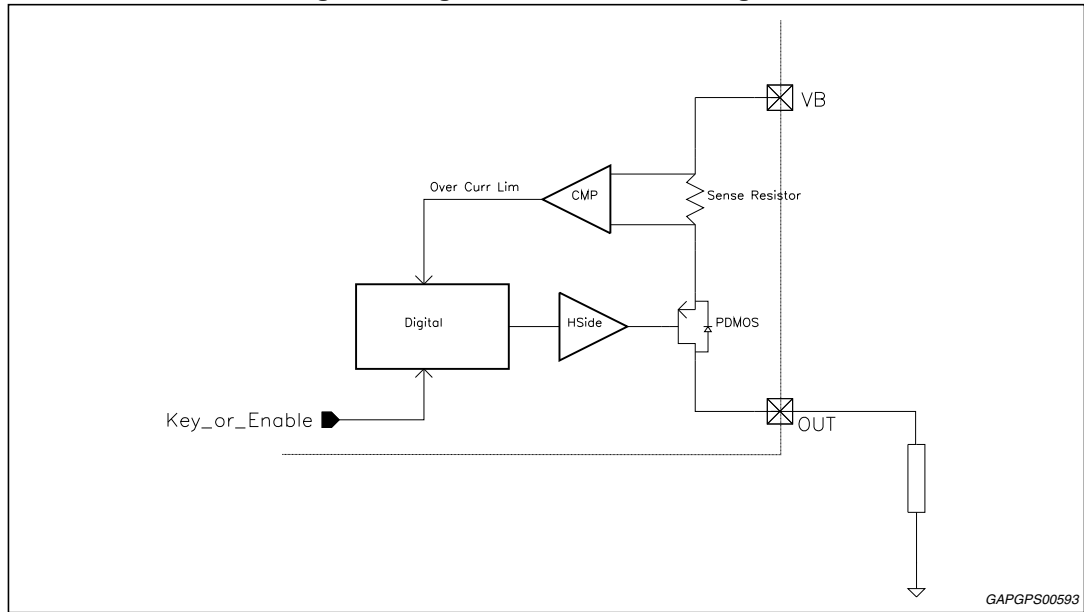 VB
Over Curr Lim
CMP
Sense Resistor
Digital
HSide
PDMOS
Key_or_Enable
OUT
GAPGPS00593